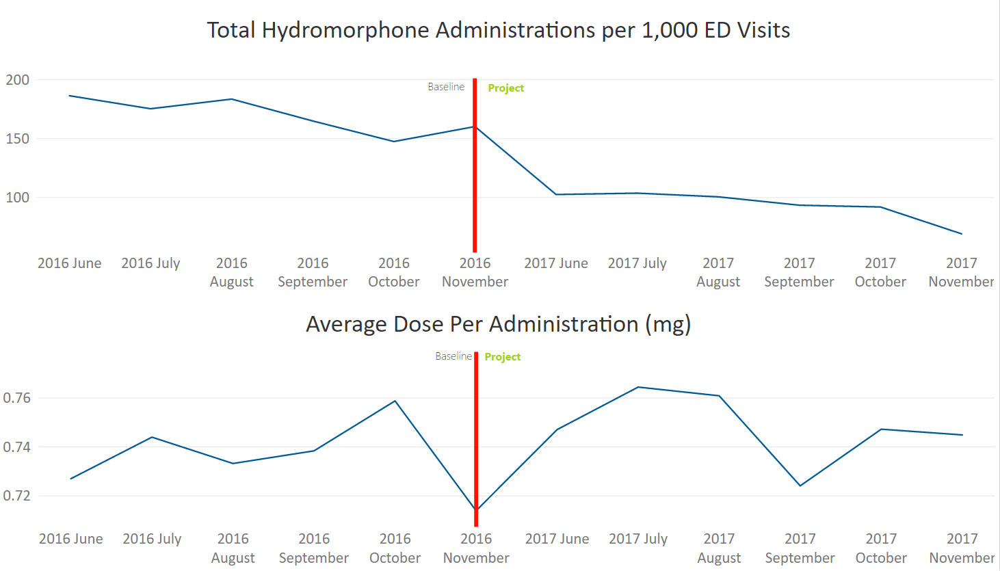 Total Hydromorphone Administrations per 1,000 ED Visits
200
Baseline Project
150
100
2016 June 2016 July 2016 2016 2016 2016 2017 June 2017 July 2017 2017 2017 2017
August September October November August September October November
Average Dose Per Administration (mg)
Baseline Project
0.76
0.74
0.72
2016 June 2016 July 2016 2016 2016 2016 2017 June 2017 July 2017 2017 2017 2017
August September October November August September October November